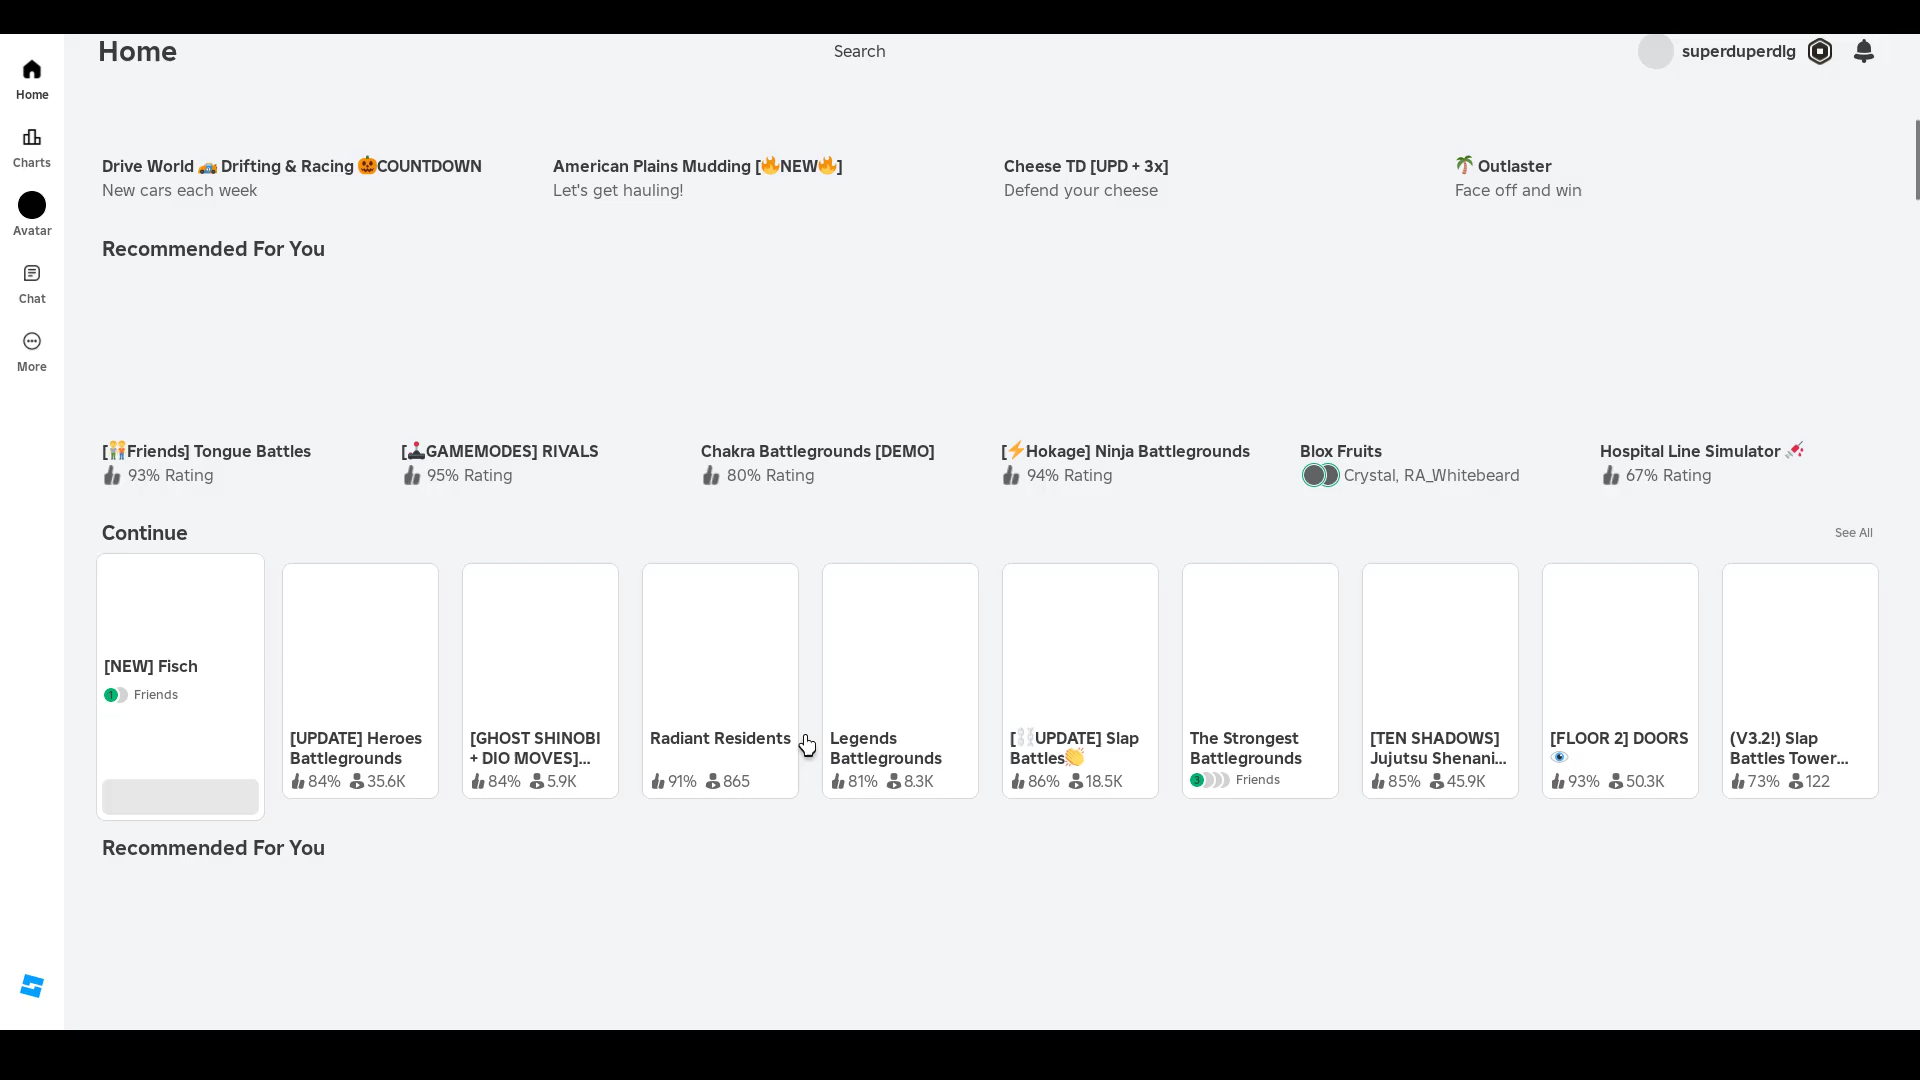 Home
Search
superduperdlg
Home
Charts
Avatar
Chat
More
Drive World 🚙 Drifting & Racing 🎃COUNTDOWN
New cars each week
American Plains Mudding [🔥NEW🔥]
Let's get hauling!
Cheese TD [UPD + 3x]
Defend your cheese
🌴 Outlaster
Face off and win
Recommended For You
[🧑‍🤝‍🧑Friends] Tongue Battles
93% Rating
[🕹️GAMEMODES] RIVALS
95% Rating
Chakra Battlegrounds [DEMO]
80% Rating
[⚡Hokage] Ninja Battlegrounds
94% Rating
Blox Fruits
Crystal, RA_Whitebeard
Hospital Line Simulator 💉
67% Rating
Continue
See All
[NEW] Fisch
1 Friends
[UPDATE] Heroes
Battlegrounds
84% 35.6K
[GHOST SHINOBI
+ DIO MOVES]...
84% 5.9K
Radiant Residents
91% 865
Legends
Battlegrounds
81% 8.3K
[⛓️UPDATE] Slap
Battles👏
86% 18.5K
The Strongest
Battlegrounds
3 Friends
[TEN SHADOWS]
Jujutsu Shenani...
85% 45.9K
[FLOOR 2] DOORS
👁️
93% 50.3K
(V3.2!) Slap
Battles Tower...
73% 122
Recommended For You